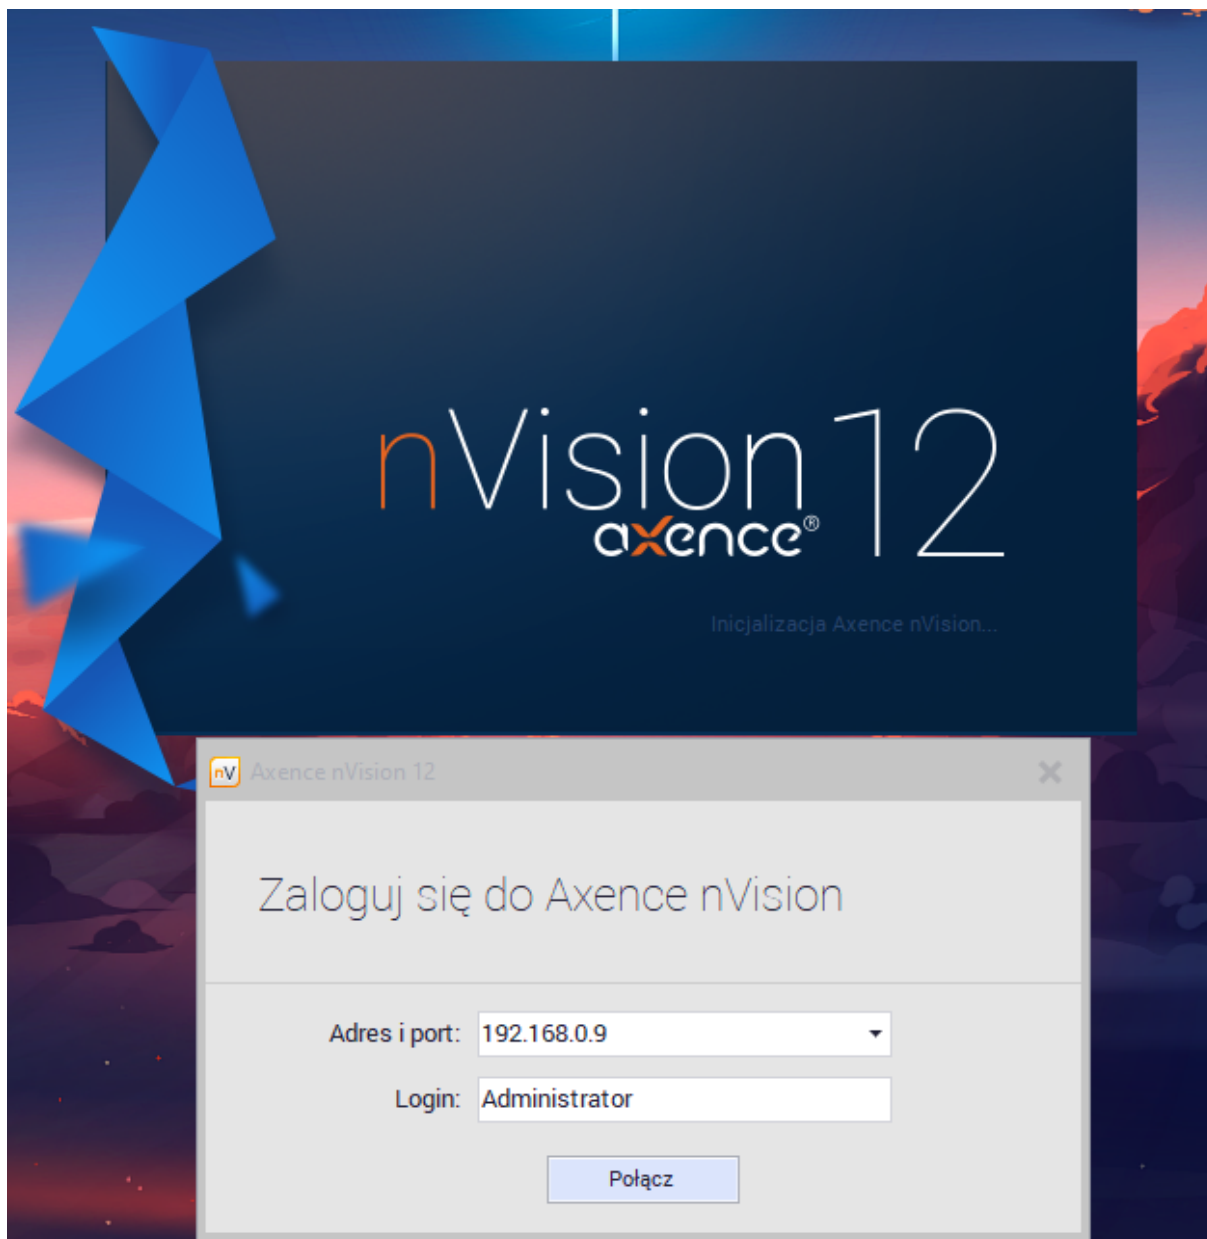 nVision 12
axence®
Inicjalizacja Axence nVision...
nV Axence nVision 12
Zaloguj się do Axence nVision
Adres i port: 192.168.0.9
Login: Administrator
Połącz